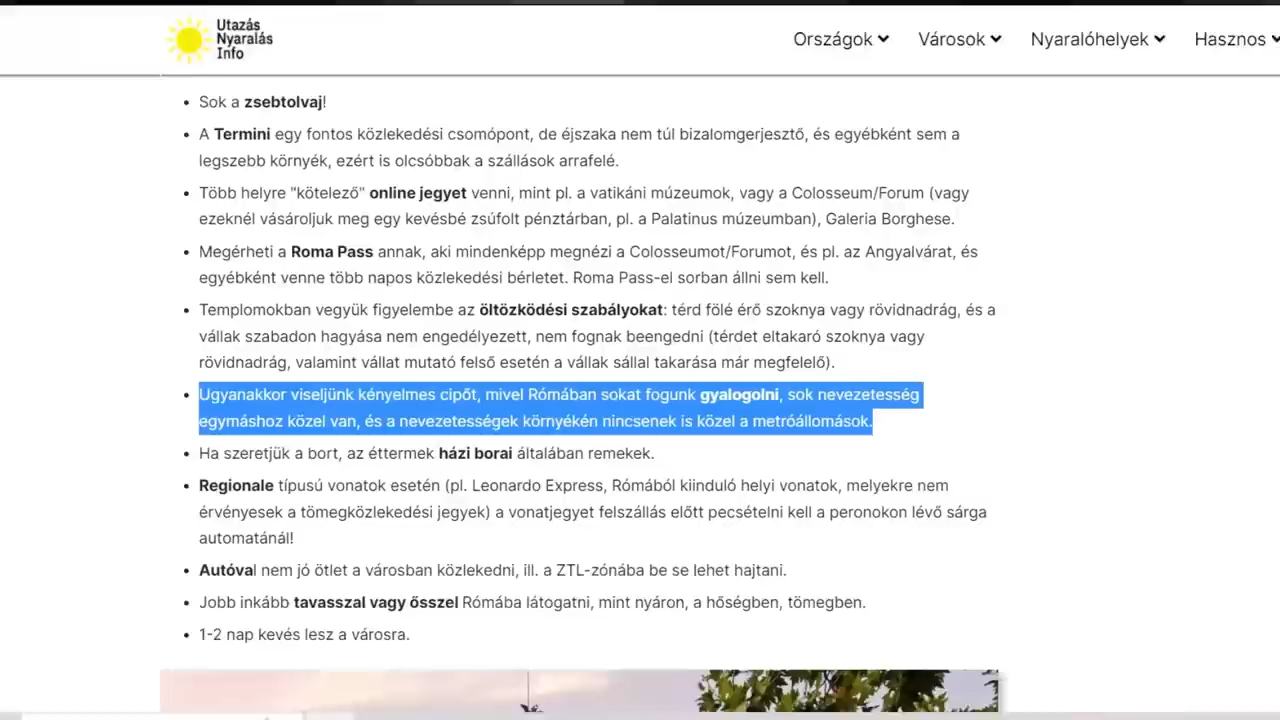 Utazás
Nyaralás
Info
Országok
Városok
Nyaralóhelyek
Hasznos
• Sok a zsebtolvaj!
• A Termini egy fontos közlekedési csomópont, de éjszaka nem túl bizalomgerjesztő, és egyébként sem a
legszebb környék, ezért is olcsóbbak a szállások arrafelé.
• Több helyre "kötelező" online jegyet venni, mint pl. a vatikáni múzeumok, vagy a Colosseum/Forum (vagy
ezeknél vásároljuk meg egy kevésbé zsúfolt pénztárban, pl. a Palatinus múzeumban), Galeria Borghese.
• Megérheti a Roma Pass annak, aki mindenképp megnézi a Colosseumot/Forumot, és pl. az Angyalvárat, és
egyébként venne több napos közlekedési bérletet. Roma Pass-el sorban állni sem kell.
• Templomokban vegyük figyelembe az öltözködési szabályokat: térd fölé érő szoknya vagy rövidnadrág, és a
vállak szabadon hagyása nem engedélyezett, nem fognak beengedni (térdet eltakaró szoknya vagy
rövidnadrág, valamint vállat mutató felső esetén a vállak sállal takarása már megfelelő).
• Ugyanakkor viseljünk kényelmes cipőt, mivel Rómában sokat fogunk gyalogolni, sok nevezetesség
egymáshoz közel van, és a nevezetességek környékén nincsenek is közel a metróállomások.
• Ha szeretjük a bort, az éttermek házi borai általában remekek.
• Regionale típusú vonatok esetén (pl. Leonardo Express, Rómából kiinduló helyi vonatok, melyekre nem
érvényesek a tömegközlekedési jegyek) a vonatjegyet felszállás előtt pecsételni kell a peronokon lévő sárga
automatánál!
• Autóval nem jó ötlet a városban közlekedni, ill. a ZTL-zónába be se lehet hajtani.
• Jobb inkább tavasszal vagy ősszel Rómába látogatni, mint nyáron, a hőségben, tömegben.
• 1-2 nap kevés lesz a városra.